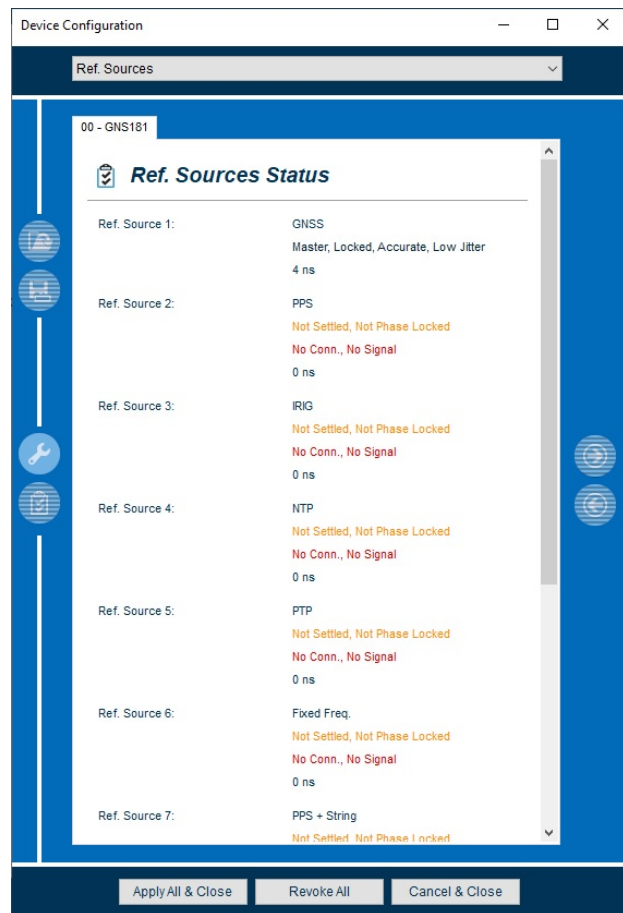 Device Configuration
Ref. Sources
00 - GNS181
Ref. Sources Status
Ref. Source 1: GNSS
Master, Locked, Accurate, Low Jitter
4 ns
Ref. Source 2: PPS
Not Settled, Not Phase Locked
No Conn., No Signal
0 ns
Ref. Source 3: IRIG
Not Settled, Not Phase Locked
No Conn., No Signal
0 ns
Ref. Source 4: NTP
Not Settled, Not Phase Locked
No Conn., No Signal
0 ns
Ref. Source 5: PTP
Not Settled, Not Phase Locked
No Conn., No Signal
0 ns
Ref. Source 6: Fixed Freq.
Not Settled, Not Phase Locked
No Conn., No Signal
0 ns
Ref. Source 7: PPS + String
Not Settled, Not Phase Locked
Apply All & Close Revoke All Cancel & Close